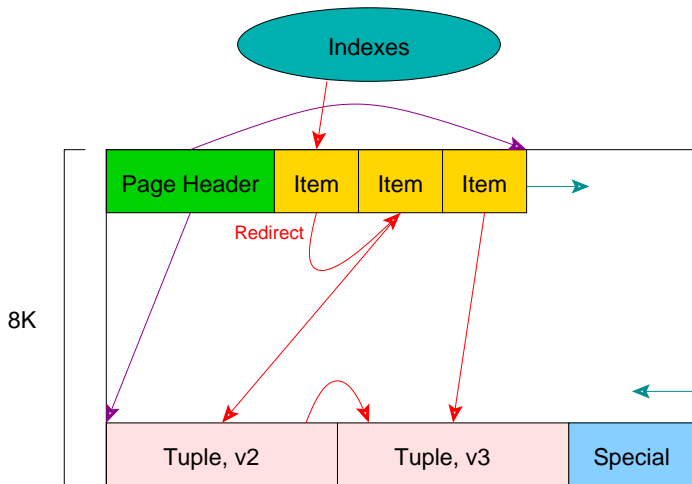 Indexes
Page Header
Item
Item
Item
Redirect
8K
Tuple, v2
Tuple, v3
Special